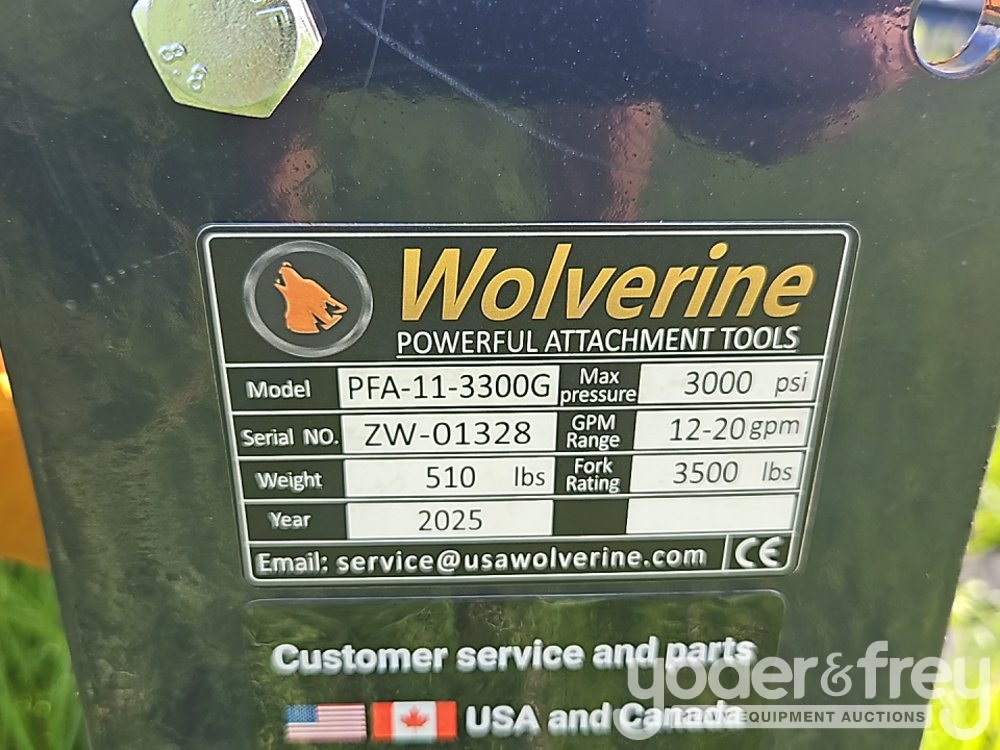 8.8
Wolverine
POWERFUL ATTACHMENT TOOLS
Model PFA-11-3300G Max pressure 3000 psi
Serial NO. ZW-01328 GPM Range 12-20 gpm
Weight 510 lbs Fork Rating 3500 lbs
Year 2025
Email: service@usawolverine.com CE
Customer service and parts
USA and Canada
yoder&frey
HEAVY EQUIPMENT AUCTIONS